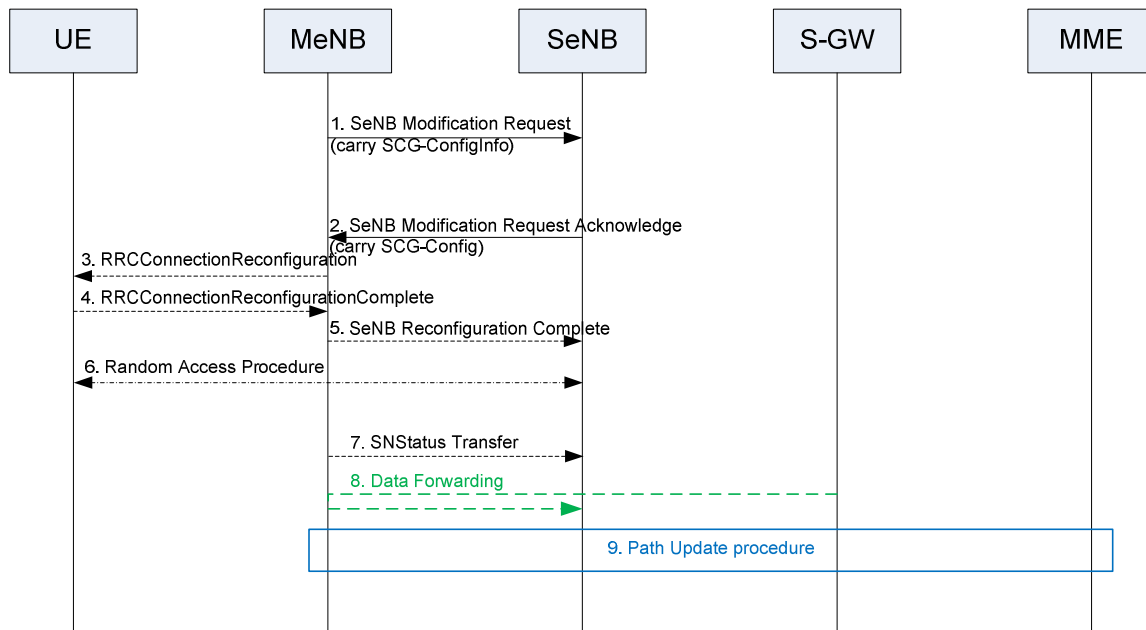 UE
MeNB
SeNB
S-GW
MME
1. SeNB Modification Request
(carry SCG-ConfigInfo)
2. SeNB Modification Request Acknowledge
(carry SCG-Config)
3. RRCConnectionReconfiguration
4. RRCConnectionReconfigurationComplete
5. SeNB Reconfiguration Complete
6. Random Access Procedure
7. SNStatus Transfer
8. Data Forwarding
9. Path Update procedure